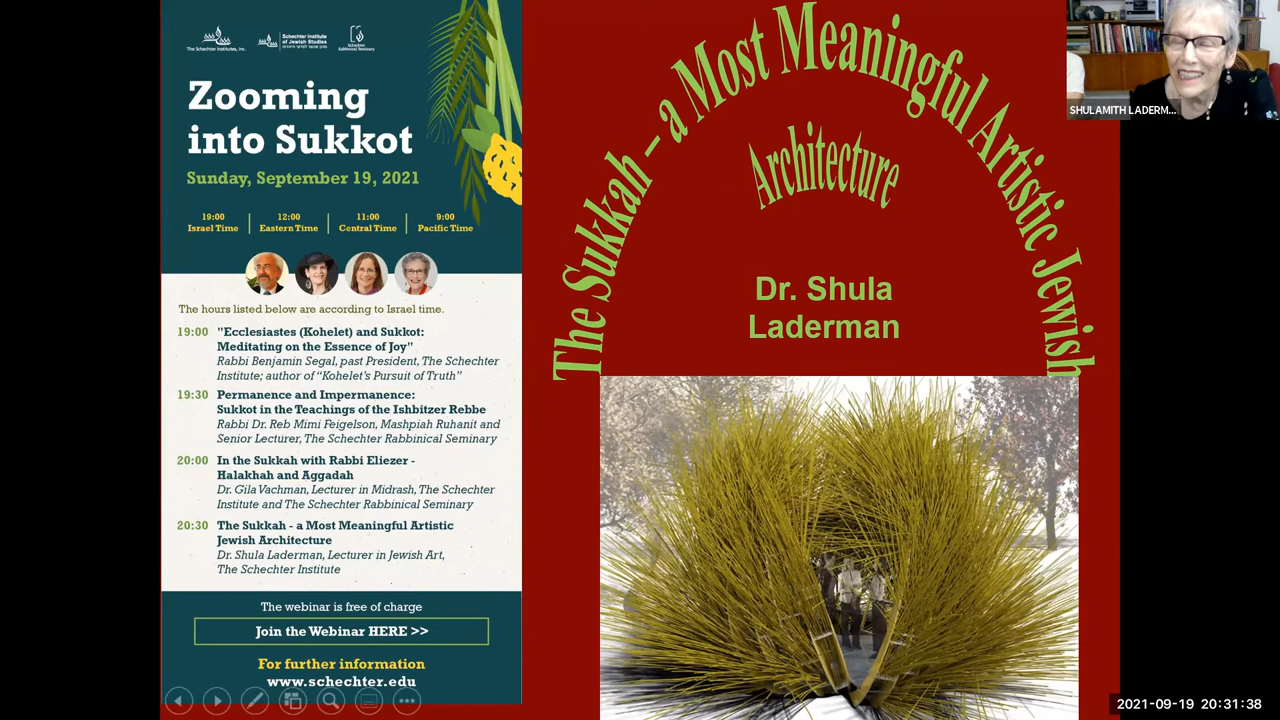 The Schechter Institutes, Inc.
Schechter Institute
of Jewish Studies
Schechter
Rabbinical Seminary
Zooming
into Sukkot
Sunday, September 19, 2021
19:00
Israel Time
12:00
Eastern Time
11:00
Central Time
9:00
Pacific Time
The hours listed below are according to Israel time.
19:00 "Ecclesiastes (Kohelet) and Sukkot:
Meditating on the Essence of Joy"
Rabbi Benjamin Segal, past President, The Schechter
Institute; author of "Kohelet's Pursuit of Truth"
19:30 Permanence and Impermanence:
Sukkot in the Teachings of the Ishbitzer Rebbe
Rabbi Dr. Reb Mimi Feigelson, Mashpiah Ruhanit and
Senior Lecturer, The Schechter Rabbinical Seminary
20:00 In the Sukkah with Rabbi Eliezer -
Halakhah and Aggadah
Dr. Gila Vachman, Lecturer in Midrash, The Schechter
Institute and The Schechter Rabbinical Seminary
20:30 The Sukkah - a Most Meaningful Artistic
Jewish Architecture
Dr. Shula Laderman, Lecturer in Jewish Art,
The Schechter Institute
The webinar is free of charge
Join the Webinar HERE >>
For further information
www.schechter.edu
The Sukkah – a Most Meaningful Artistic Jewish
Architecture
Dr. Shula
Laderman
SHULAMITH LADERM...
2021-09-19 20:31:38